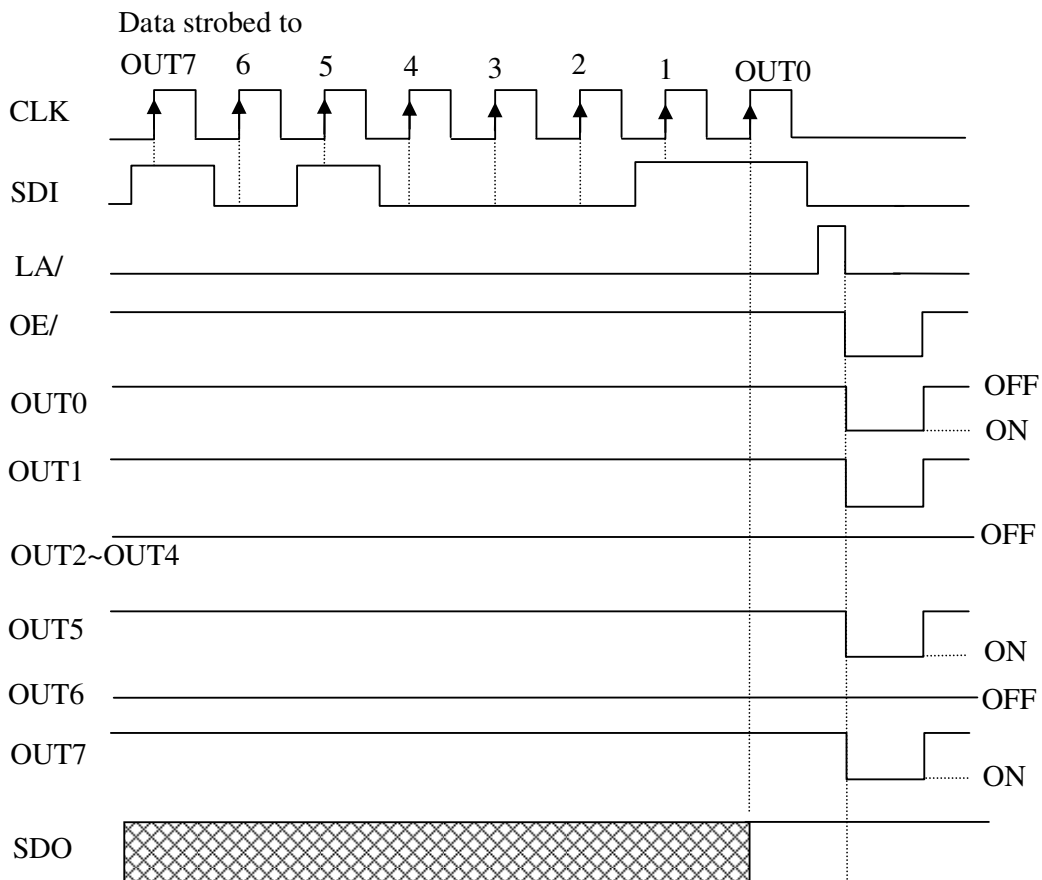 Data strobed to
OUT7 6 5 4 3 2 1 OUT0
CLK
SDI
LA/
OE/
OUT0 OFF
ON
OUT1
OUT2~OUT4 OFF
OUT5
ON
OUT6 OFF
OUT7
ON
SDO